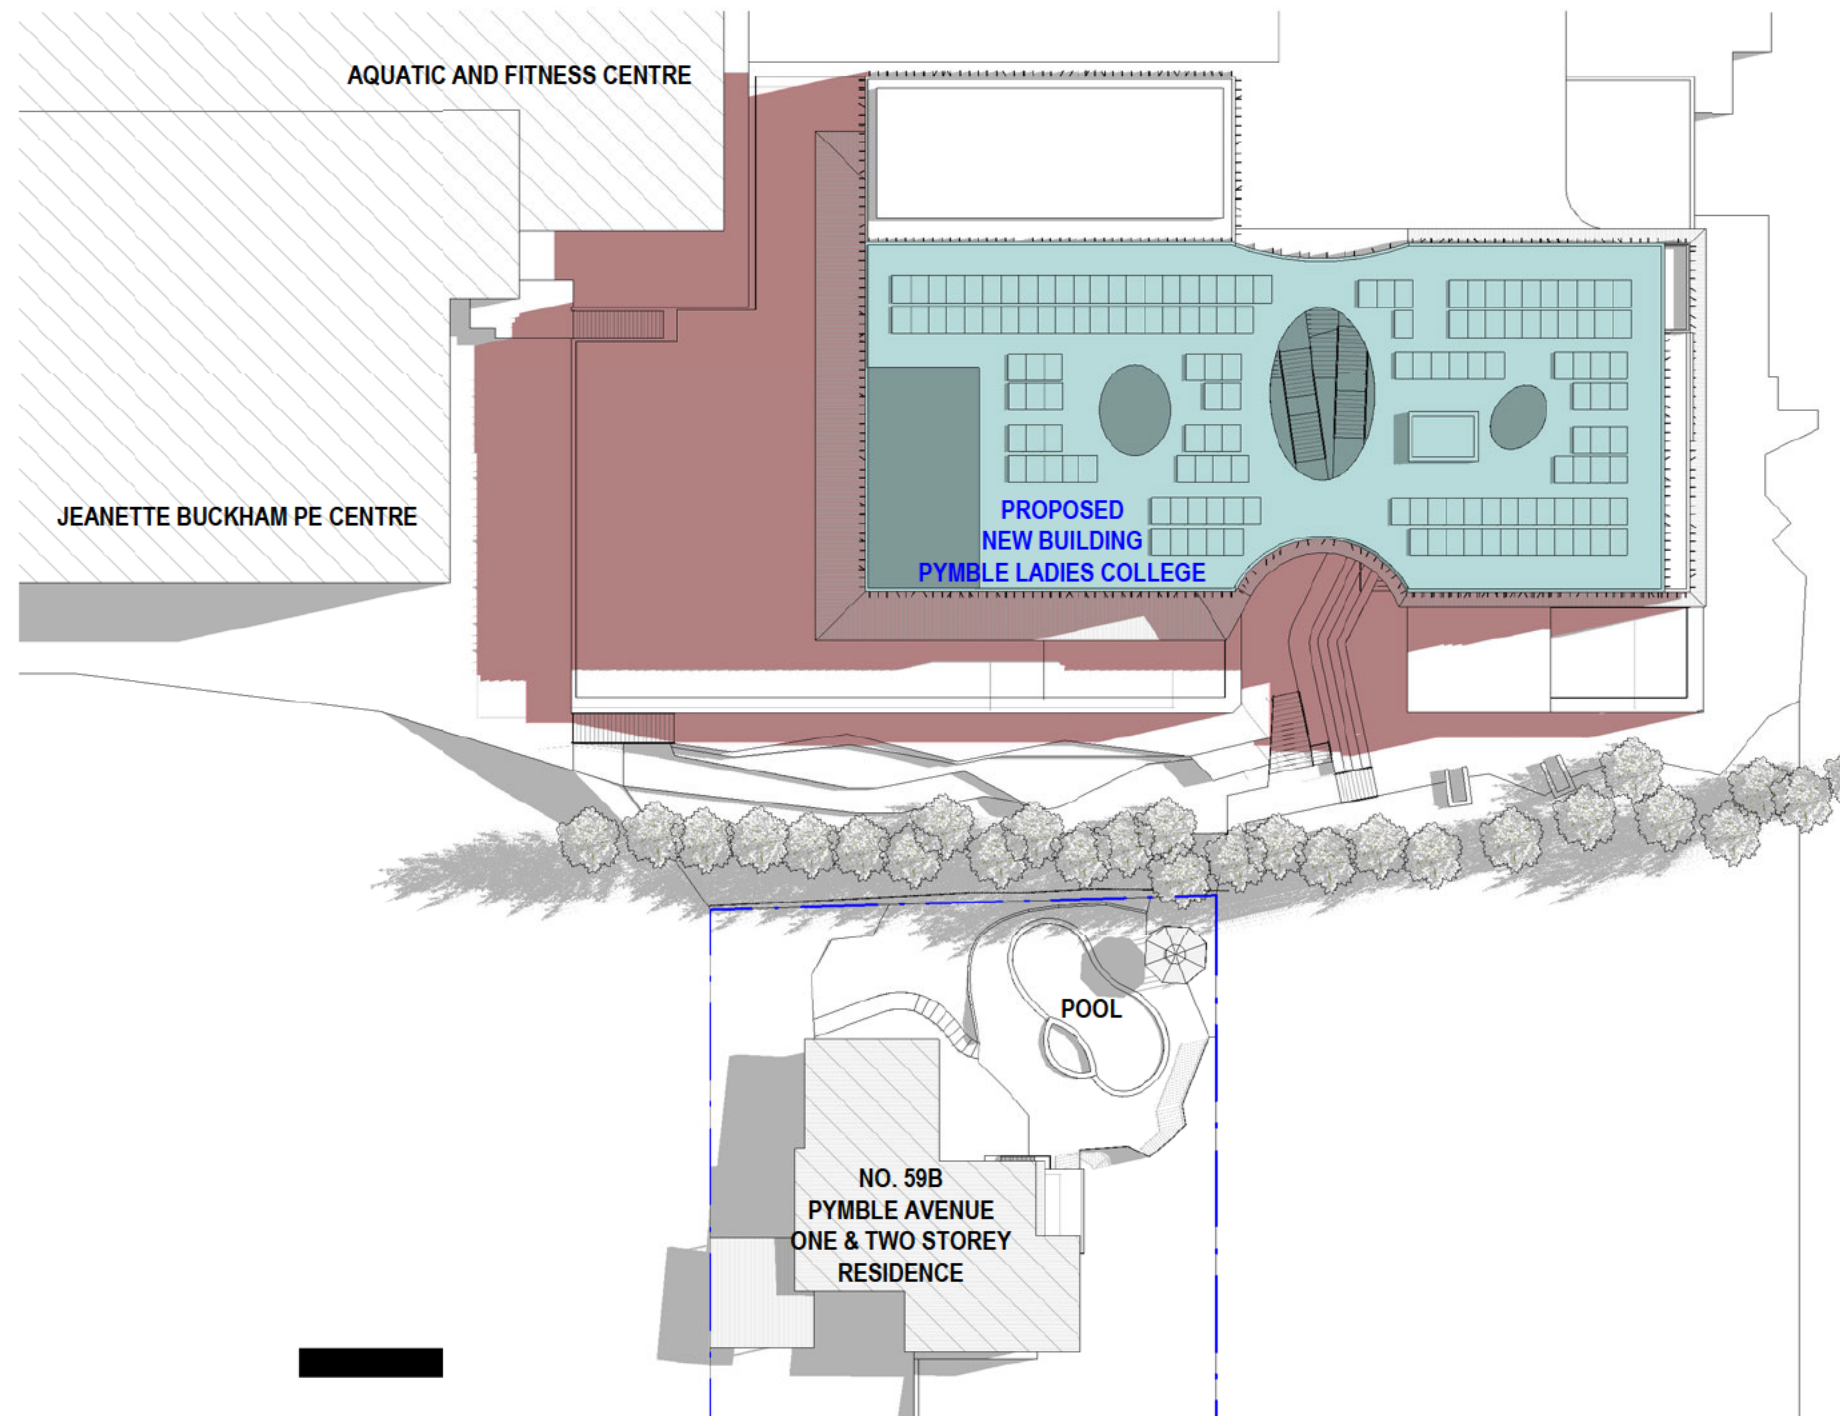 AQUATIC AND FITNESS CENTRE
JEANETTE BUCKHAM PE CENTRE
PROPOSED
NEW BUILDING
PYMBLE LADIES COLLEGE
POOL
NO. 59B
PYMBLE AVENUE
ONE & TWO STOREY
RESIDENCE